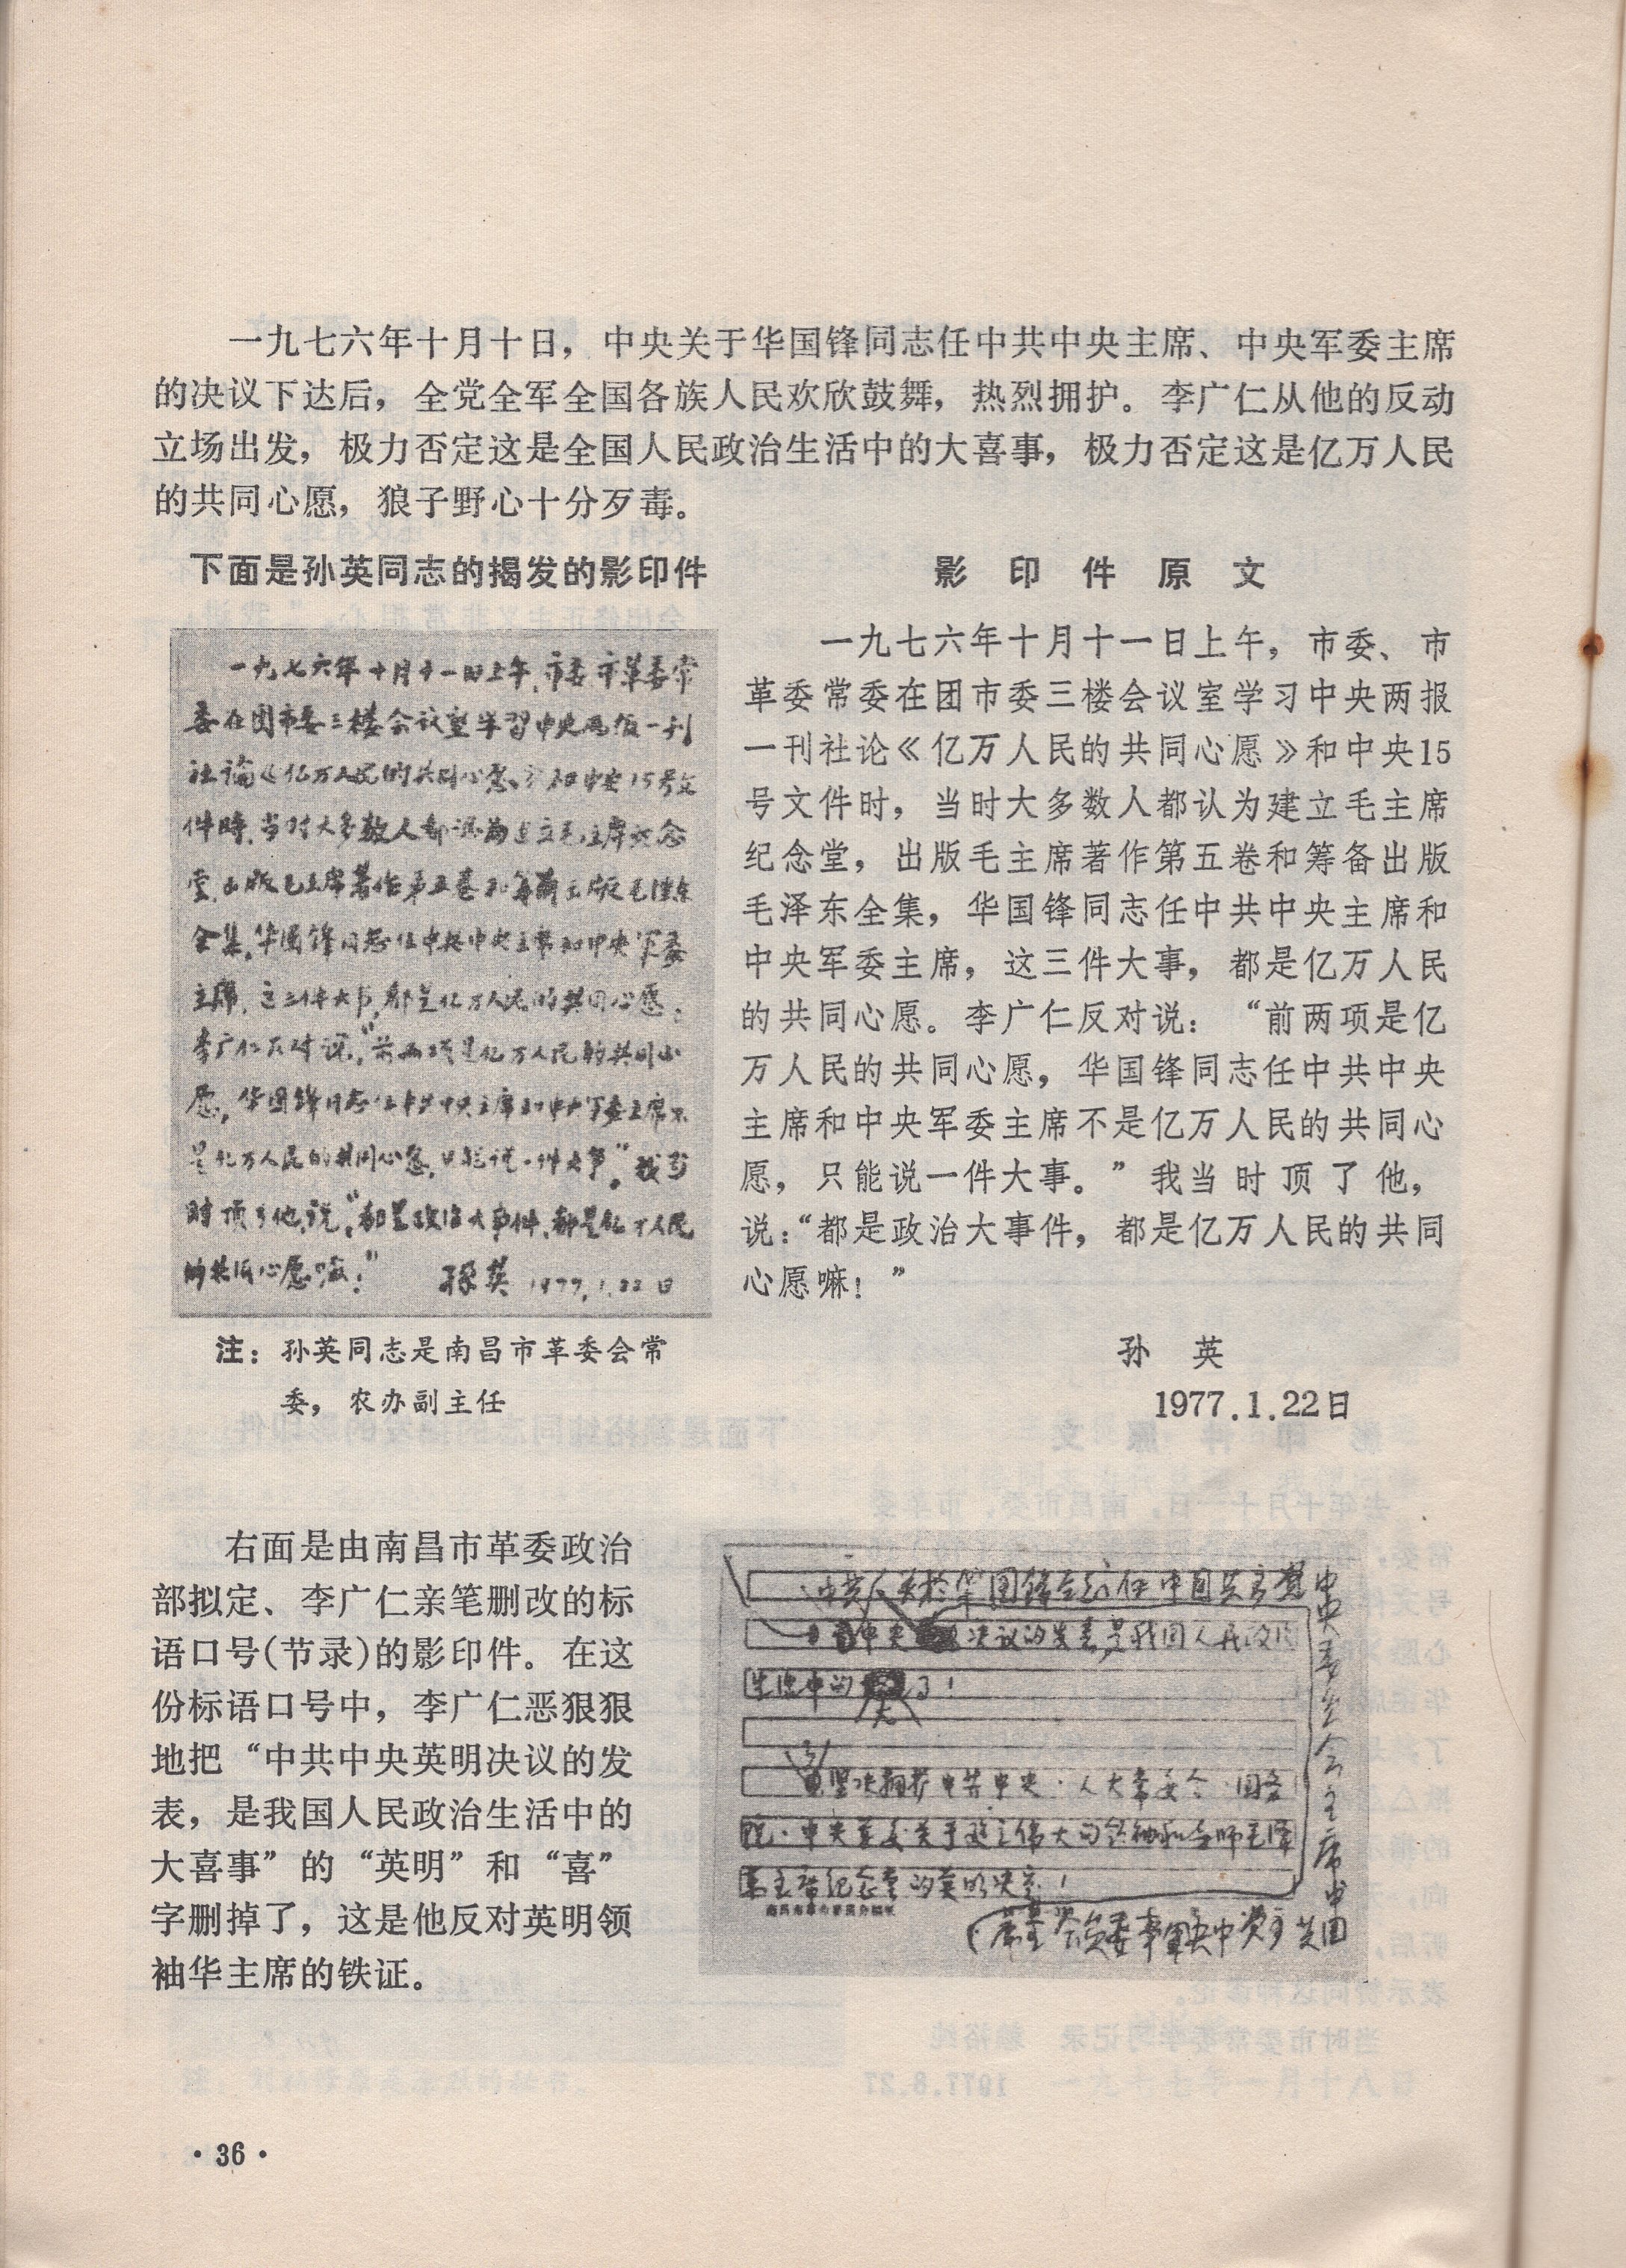 一九七六年十月十日，中央关于华国锋同志任中共中央主席、中央军委主席
的决议下达后，全党全军全国各族人民欢欣鼓舞，热烈拥护。李广仁从他的反动
立场出发，极力否定这是全国人民政治生活中的大喜事，极力否定这是亿万人民
的共同心愿，狼子野心十分歹毒。
下面是孙英同志的揭发的影印件
一九七六年十月十一日上午，市委市革委常
委在团市委三楼会议室学习中央两报一刊
社论《亿万人民的共同心愿》和中央15号文
件时，当时大多数人都认为建立毛主席纪念
堂，出版毛主席著作第五卷和筹备出版毛泽东
全集，华国锋同志任中共中央主席和中央军委
主席，这三件大事，都是亿万人民的共同心愿。
李广仁反对说：“前两项是亿万人民的共同心
愿，华国锋同志任中共中央主席和中央军委主席不
是亿万人民的共同心愿，只能说一件大事。”我当
时顶了他，说：“都是政治大事件，都是亿万人民
的共同心愿嘛！” 孙英 1977.1.22日
注：孙英同志是南昌市革委会常
委，农办副主任
影印件原文
一九七六年十月十一日上午，市委、市
革委常委在团市委三楼会议室学习中央两报
一刊社论《亿万人民的共同心愿》和中央15
号文件时，当时大多数人都认为建立毛主席
纪念堂，出版毛主席著作第五卷和筹备出版
毛泽东全集，华国锋同志任中共中央主席和
中央军委主席，这三件大事，都是亿万人民
的共同心愿。李广仁反对说：“前两项是亿
万人民的共同心愿，华国锋同志任中共中央
主席和中央军委主席不是亿万人民的共同心
愿，只能说一件大事。”我当时顶了他，
说：“都是政治大事件，都是亿万人民的共同
心愿嘛！”
孙英
1977.1.22日
右面是由南昌市革委政治
部拟定、李广仁亲笔删改的标
语口号(节录)的影印件。在这
份标语口号中，李广仁恶狠狠
地把“中共中央英明决议的发
表，是我国人民政治生活中的
大喜事”的“英明”和“喜”
字删掉了，这是他反对英明领
袖华主席的铁证。
华国锋同志任中国共产党
中央 决议的发表，是我国人民政治
生活中的
坚决拥护中共中央、人大常委会、国务
院、中央军委关于建立伟大的领袖和导师毛泽
东主席纪念堂的英明决定！
中央委员会主席中国
·36·